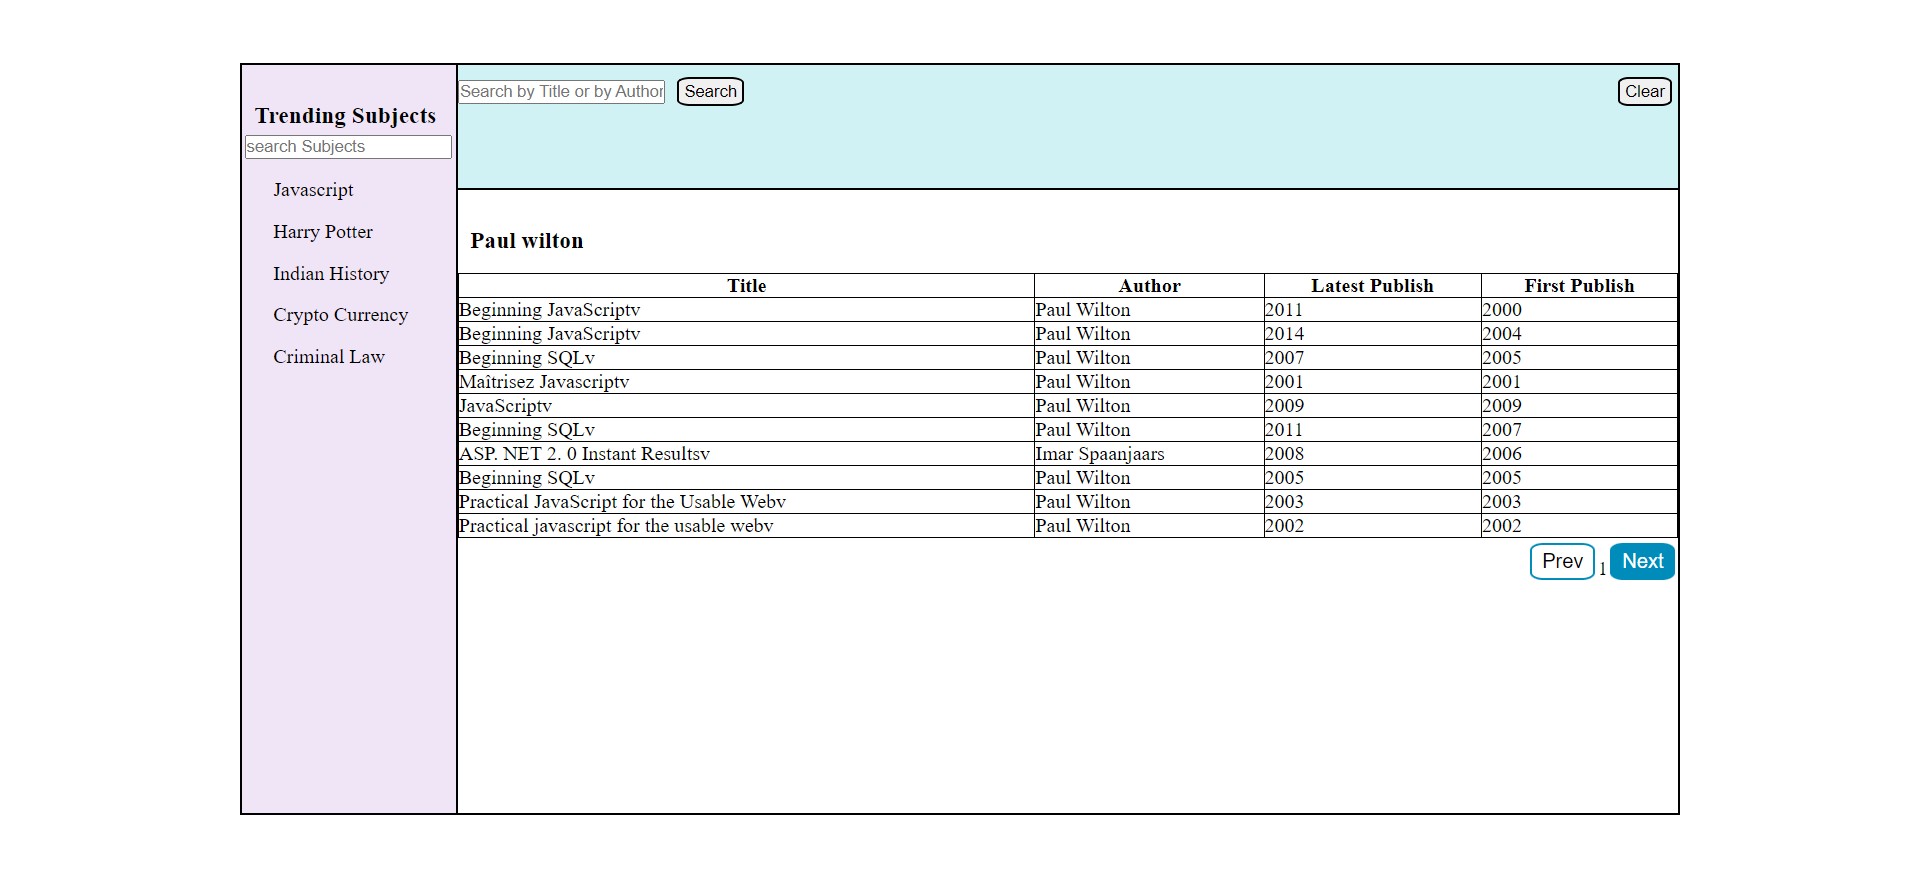 Trending Subjects
search Subjects
Javascript
Harry Potter
Indian History
Crypto Currency
Criminal Law
Search by Title or by Author Search Clear
Paul wilton
Title Author Latest Publish First Publish
Beginning JavaScriptv Paul Wilton 2011 2000
Beginning JavaScriptv Paul Wilton 2014 2004
Beginning SQLv Paul Wilton 2007 2005
Maîtrisez Javascriptv Paul Wilton 2001 2001
JavaScriptv Paul Wilton 2009 2009
Beginning SQLv Paul Wilton 2011 2007
ASP. NET 2. 0 Instant Resultsv Imar Spaanjaars 2008 2006
Beginning SQLv Paul Wilton 2005 2005
Practical JavaScript for the Usable Webv Paul Wilton 2003 2003
Practical javascript for the usable webv Paul Wilton 2002 2002
Prev 1 Next